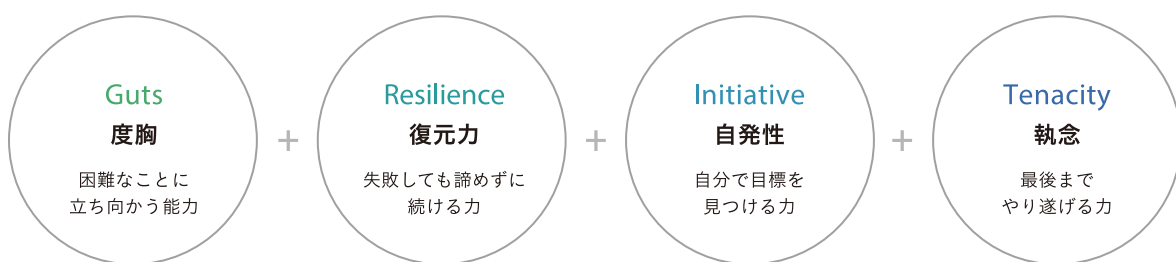 Guts
度胸
困難なことに
立ち向かう能力
+
Resilience
復元力
失敗しても諦めずに
続ける力
+
Initiative
自発性
自分で目標を
見つける力
+
Tenacity
執念
最後まで
やり遂げる力